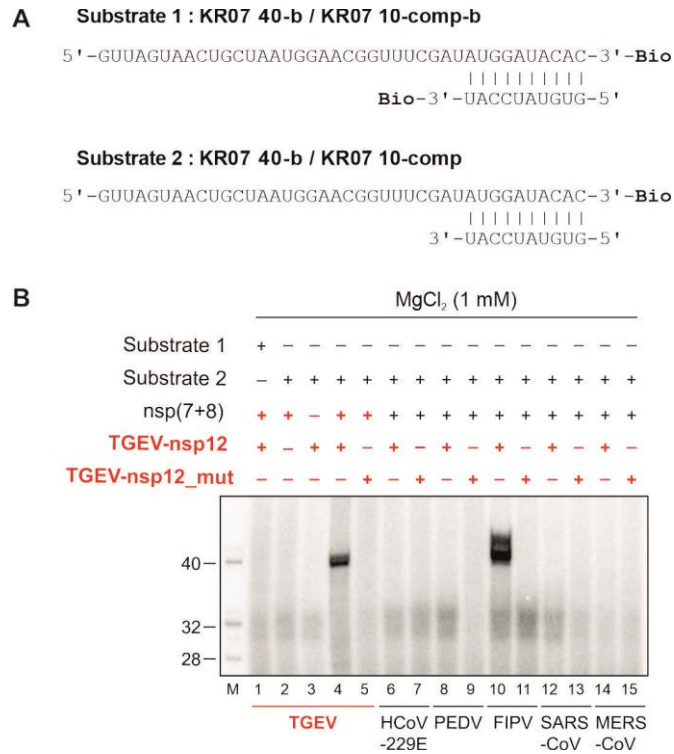 A
Substrate 1 : KR07 40-b / KR07 10-comp-b
5'-GUUAGUAACUGCUAAUGGAACGGUUUCGAUAUGGAUACAC-3'-Bio
Bio-3'-UACCUAUGUG-5'
Substrate 2 : KR07 40-b / KR07 10-comp
5'-GUUAGUAACUGCUAAUGGAACGGUUUCGAUAUGGAUACAC-3'-Bio
3'-UACCUAUGUG-5'
B
MgCl₂ (1 mM)
Substrate 1 + – – – – – – – – – – – – – –
Substrate 2 – + + + + + + + + + + + + + +
nsp(7+8) + + – + + + + + + + + + + + +
TGEV-nsp12 + – + + – + – + – + – + – + –
TGEV-nsp12_mut – – – – + – + – + – + – + – +
40
32
28
M 1 2 3 4 5 6 7 8 9 10 11 12 13 14 15
TGEV HCoV PEDV FIPV SARS MERS
-229E -CoV -CoV